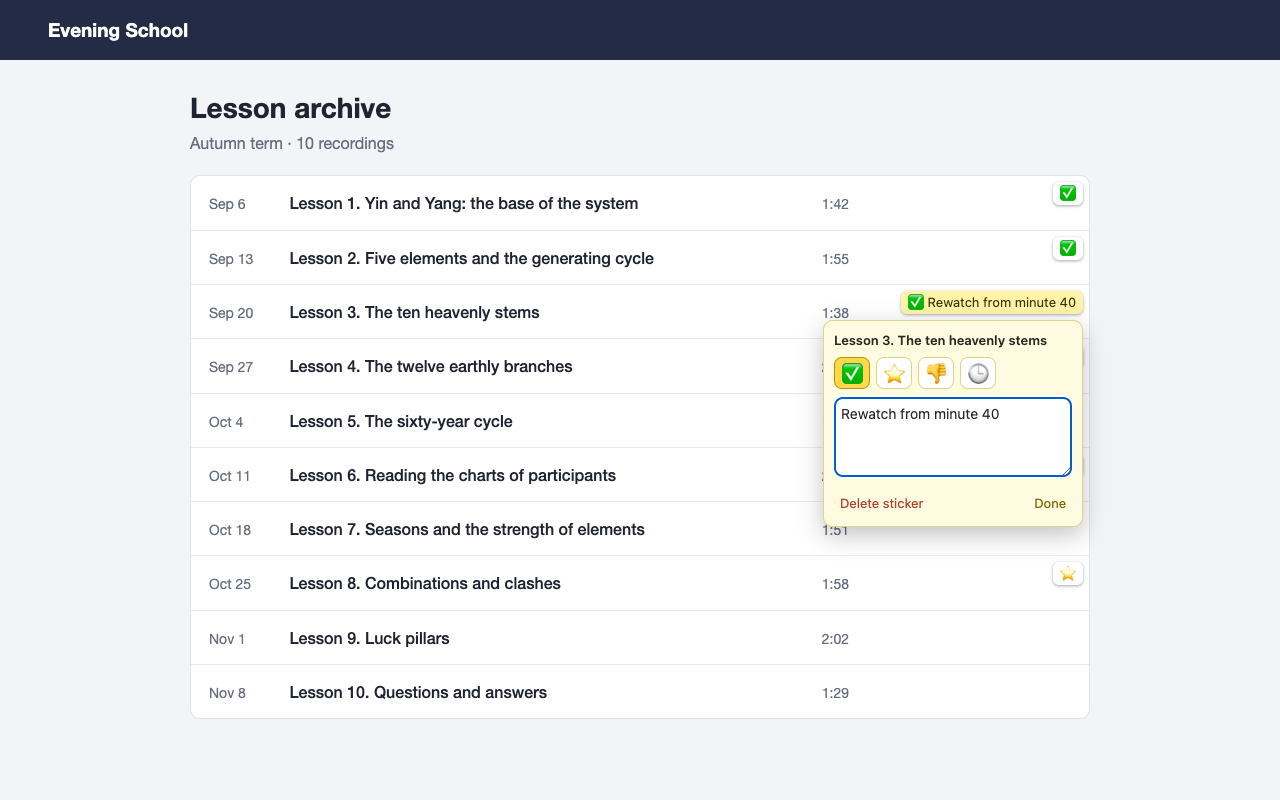 Evening School
Lesson archive
Autumn term · 10 recordings
Sep 6 Lesson 1. Yin and Yang: the base of the system 1:42 ✅
Sep 13 Lesson 2. Five elements and the generating cycle 1:55 ✅
Sep 20 Lesson 3. The ten heavenly stems 1:38 ✅ Rewatch from minute 40
Lesson 3. The ten heavenly stems
✅ ⭐ 👎 🕒
Rewatch from minute 40
Delete sticker Done
Sep 27 Lesson 4. The twelve earthly branches
Oct 4 Lesson 5. The sixty-year cycle
Oct 11 Lesson 6. Reading the charts of participants
Oct 18 Lesson 7. Seasons and the strength of elements 1:51
Oct 25 Lesson 8. Combinations and clashes 1:58 ⭐
Nov 1 Lesson 9. Luck pillars 2:02
Nov 8 Lesson 10. Questions and answers 1:29